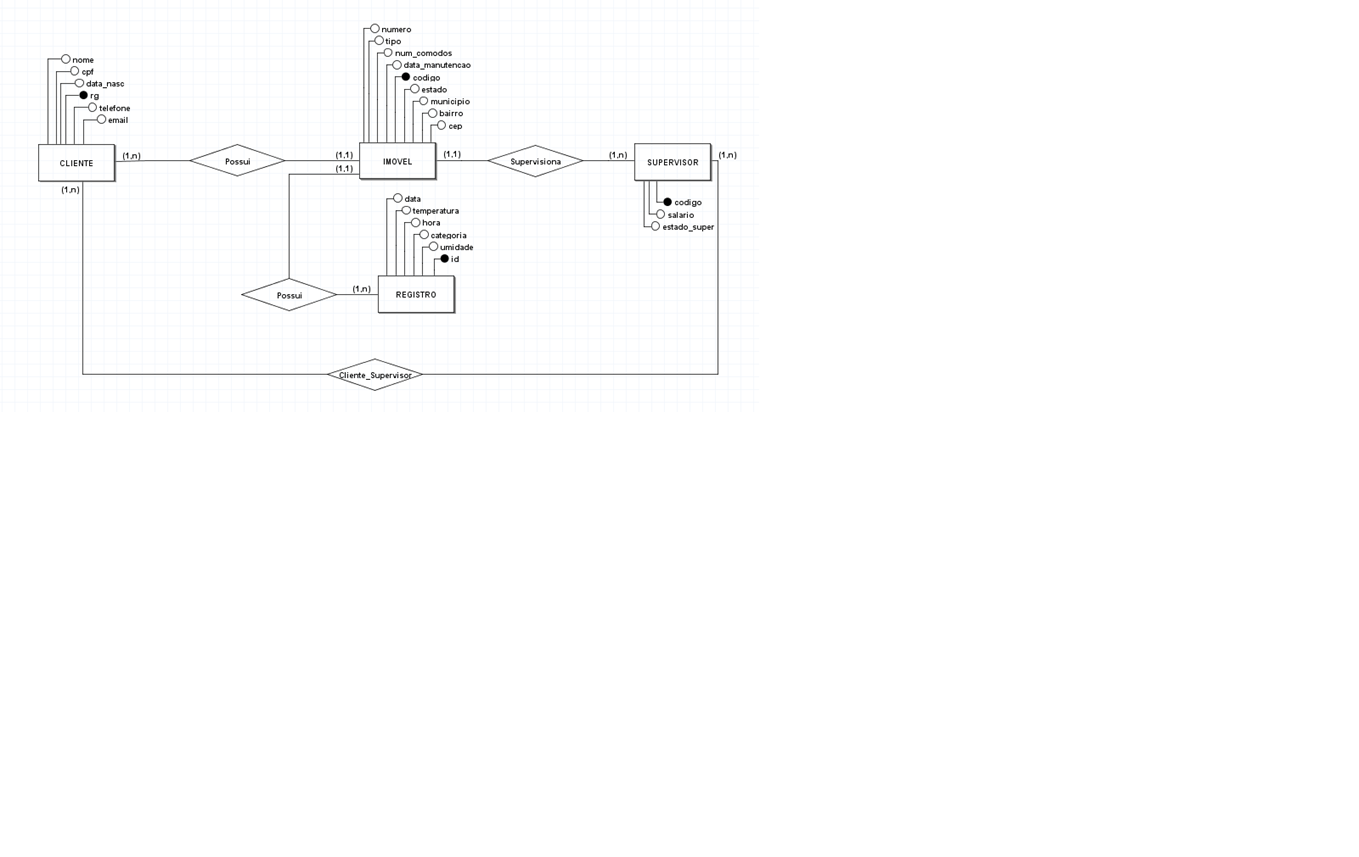 numero
tipo
num_comodos
data_manutencao
codigo
estado
municipio
bairro
cep
nome
cpf
data_nasc
rg
telefone
email
CLIENTE
(1,n)
Possui
(1,1)
IMOVEL
(1,1)
Supervisiona
(1,n)
SUPERVISOR
(1,n)
(1,1)
(1,n)
codigo
salario
estado_super
data
temperatura
hora
categoria
umidade
id
Possui
(1,n)
REGISTRO
Cliente_Supervisor